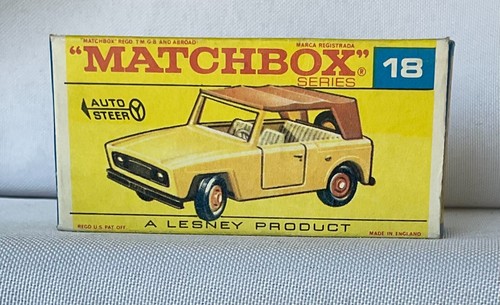 "MATCHBOX" REGD. T.M. G.B. AND ABROAD
MARCA REGISTRADA
"MATCHBOX"®
SERIES
18
AUTO
STEER
A LESNEY PRODUCT
REGD U.S. PAT. OFF.
MADE IN ENGLAND